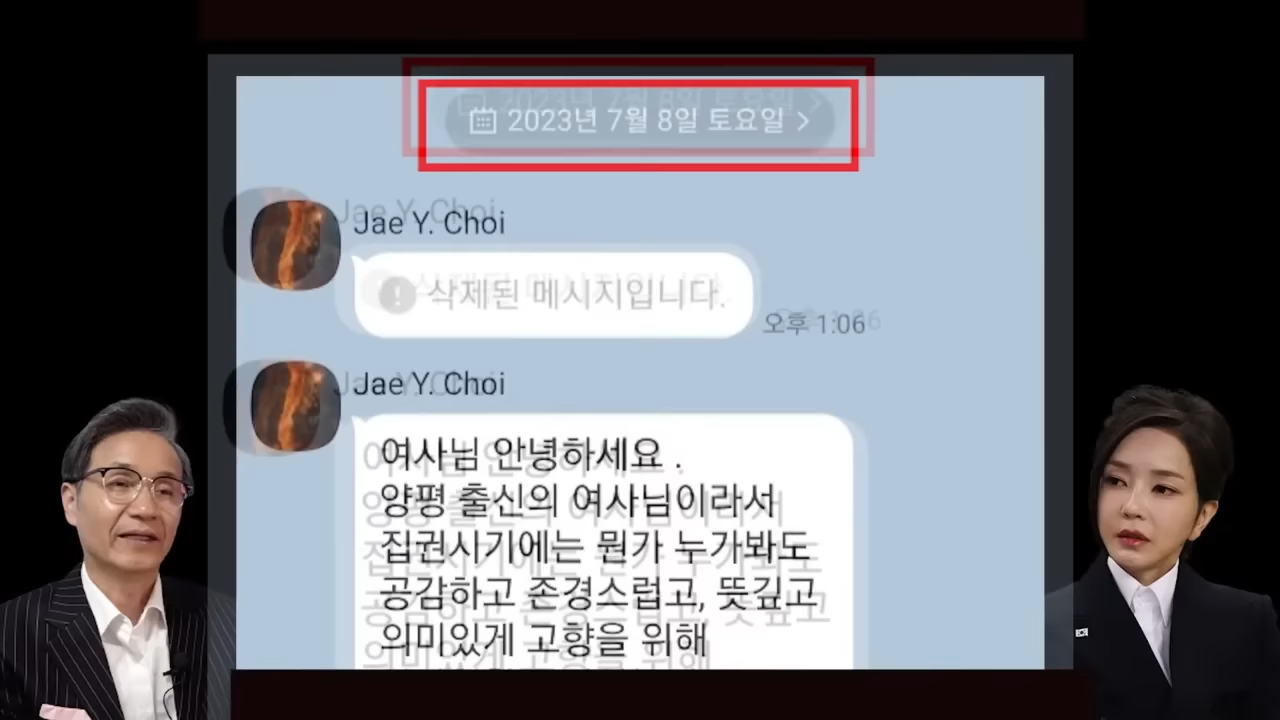 2023년 7월 8일 토요일 >
Jae Y. Choi
삭제된 메시지입니다.
오후 1:06
Jae Y. Choi
여사님 안녕하세요 .
양평 출신의 여사님이라서
집권시기에는 뭔가 누가봐도
공감하고 존경스럽고, 뜻깊고
의미있게 고향을 위해